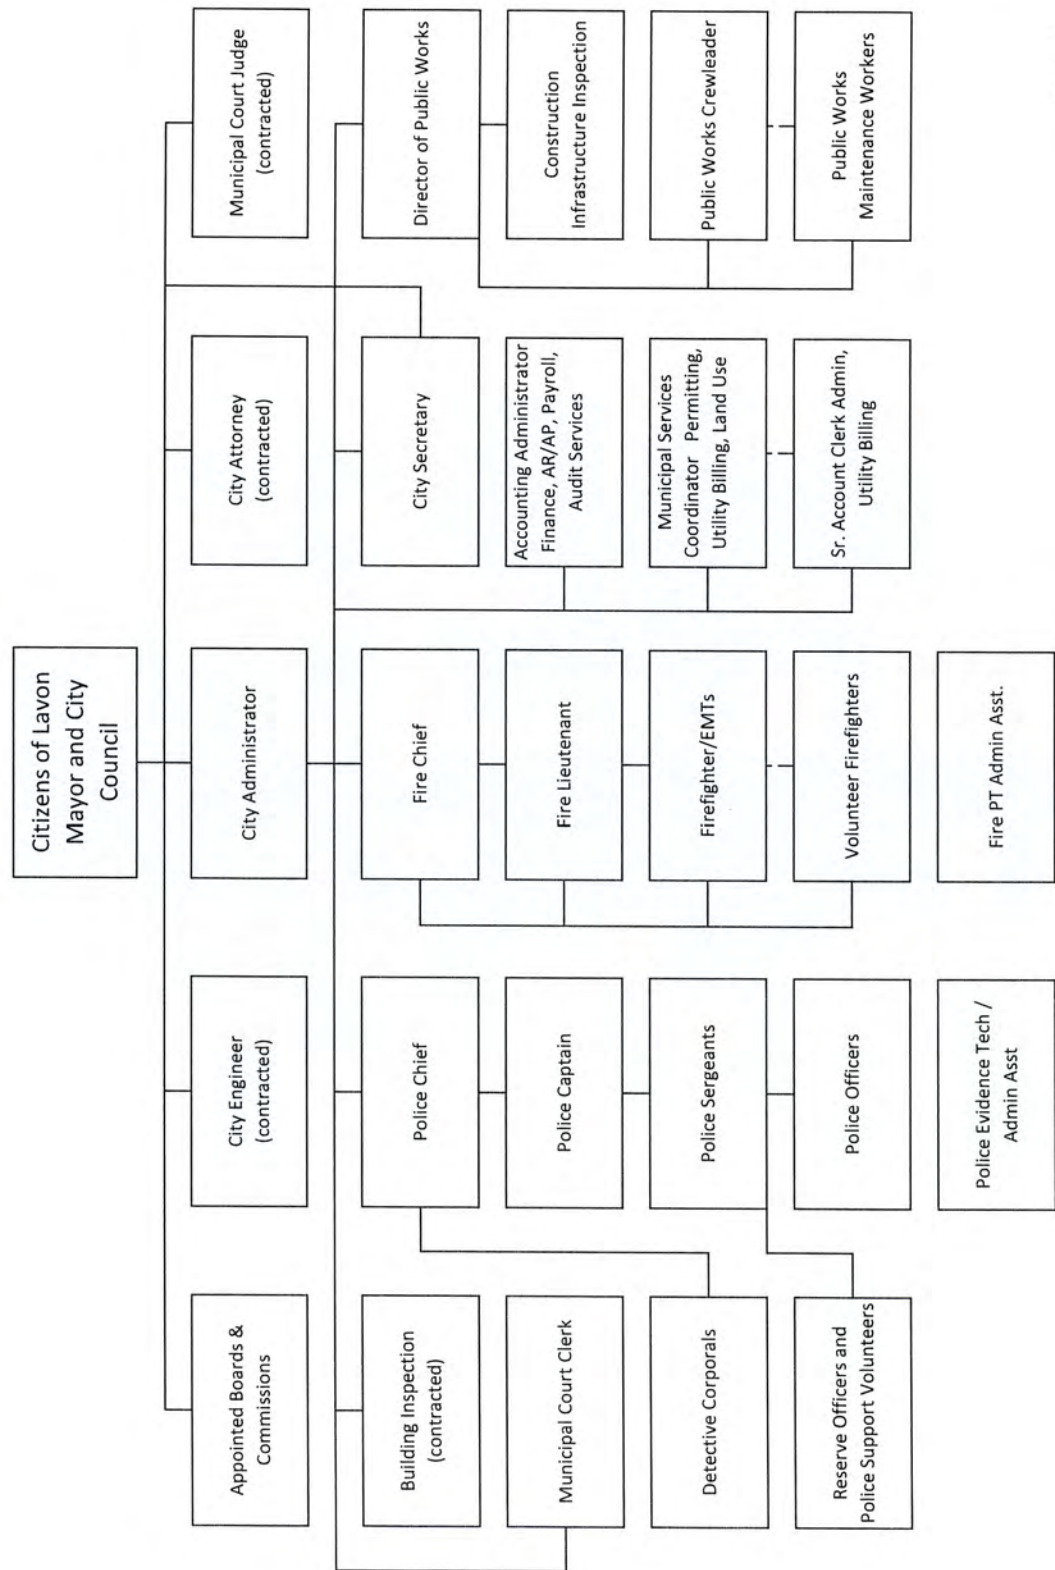 Citizens of Lavon
Mayor and City
Council
Appointed Boards &
Commissions
City Engineer
(contracted)
City Administrator
City Attorney
(contracted)
Municipal Court Judge
(contracted)
Building Inspection
(contracted)
Police Chief
Fire Chief
City Secretary
Director of Public Works
Municipal Court Clerk
Police Captain
Fire Lieutenant
Accounting Administrator
Finance, AR/AP, Payroll,
Audit Services
Construction
Infrastructure Inspection
Detective Corporals
Police Sergeants
Firefighter/EMTs
Municipal Services
Coordinator Permitting,
Utility Billing, Land Use
Public Works Crewleader
Reserve Officers and
Police Support Volunteers
Police Officers
Volunteer Firefighters
Sr. Account Clerk Admin,
Utility Billing
Public Works
Maintenance Workers
Police Evidence Tech /
Admin Asst
Fire PT Admin Asst.